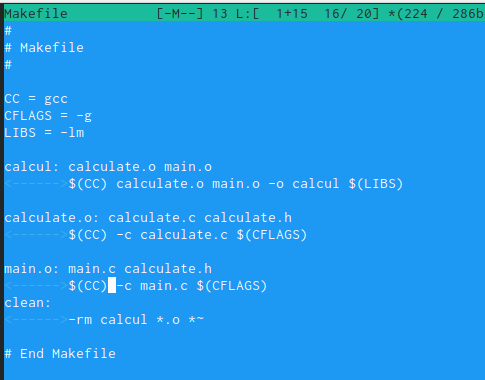 Makefile [-M--] 13 L:[ 1+15 16/ 20] *(224 / 286b
#
# Makefile
#
CC = gcc
CFLAGS = -g
LIBS = -lm
calcul: calculate.o main.o
<------>$(CC) calculate.o main.o -o calcul $(LIBS)
calculate.o: calculate.c calculate.h
<------>$(CC) -c calculate.c $(CFLAGS)
main.o: main.c calculate.h
<------>$(CC) -c main.c $(CFLAGS)
clean:
<------>-rm calcul *.o *~
# End Makefile